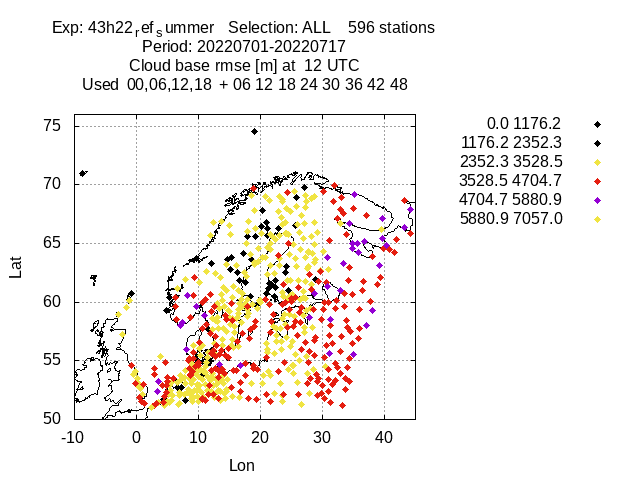 Exp: 43h22refsummer Selection: ALL 596 stations
Period: 20220701-20220717
Cloud base rmse [m] at 12 UTC
Used 00,06,12,18 + 06 12 18 24 30 36 42 48
0.0 1176.2
1176.2 2352.3
2352.3 3528.5
3528.5 4704.7
4704.7 5880.9
5880.9 7057.0
75
70
65
60
55
50
Lat
-10 0 10 20 30 40
Lon